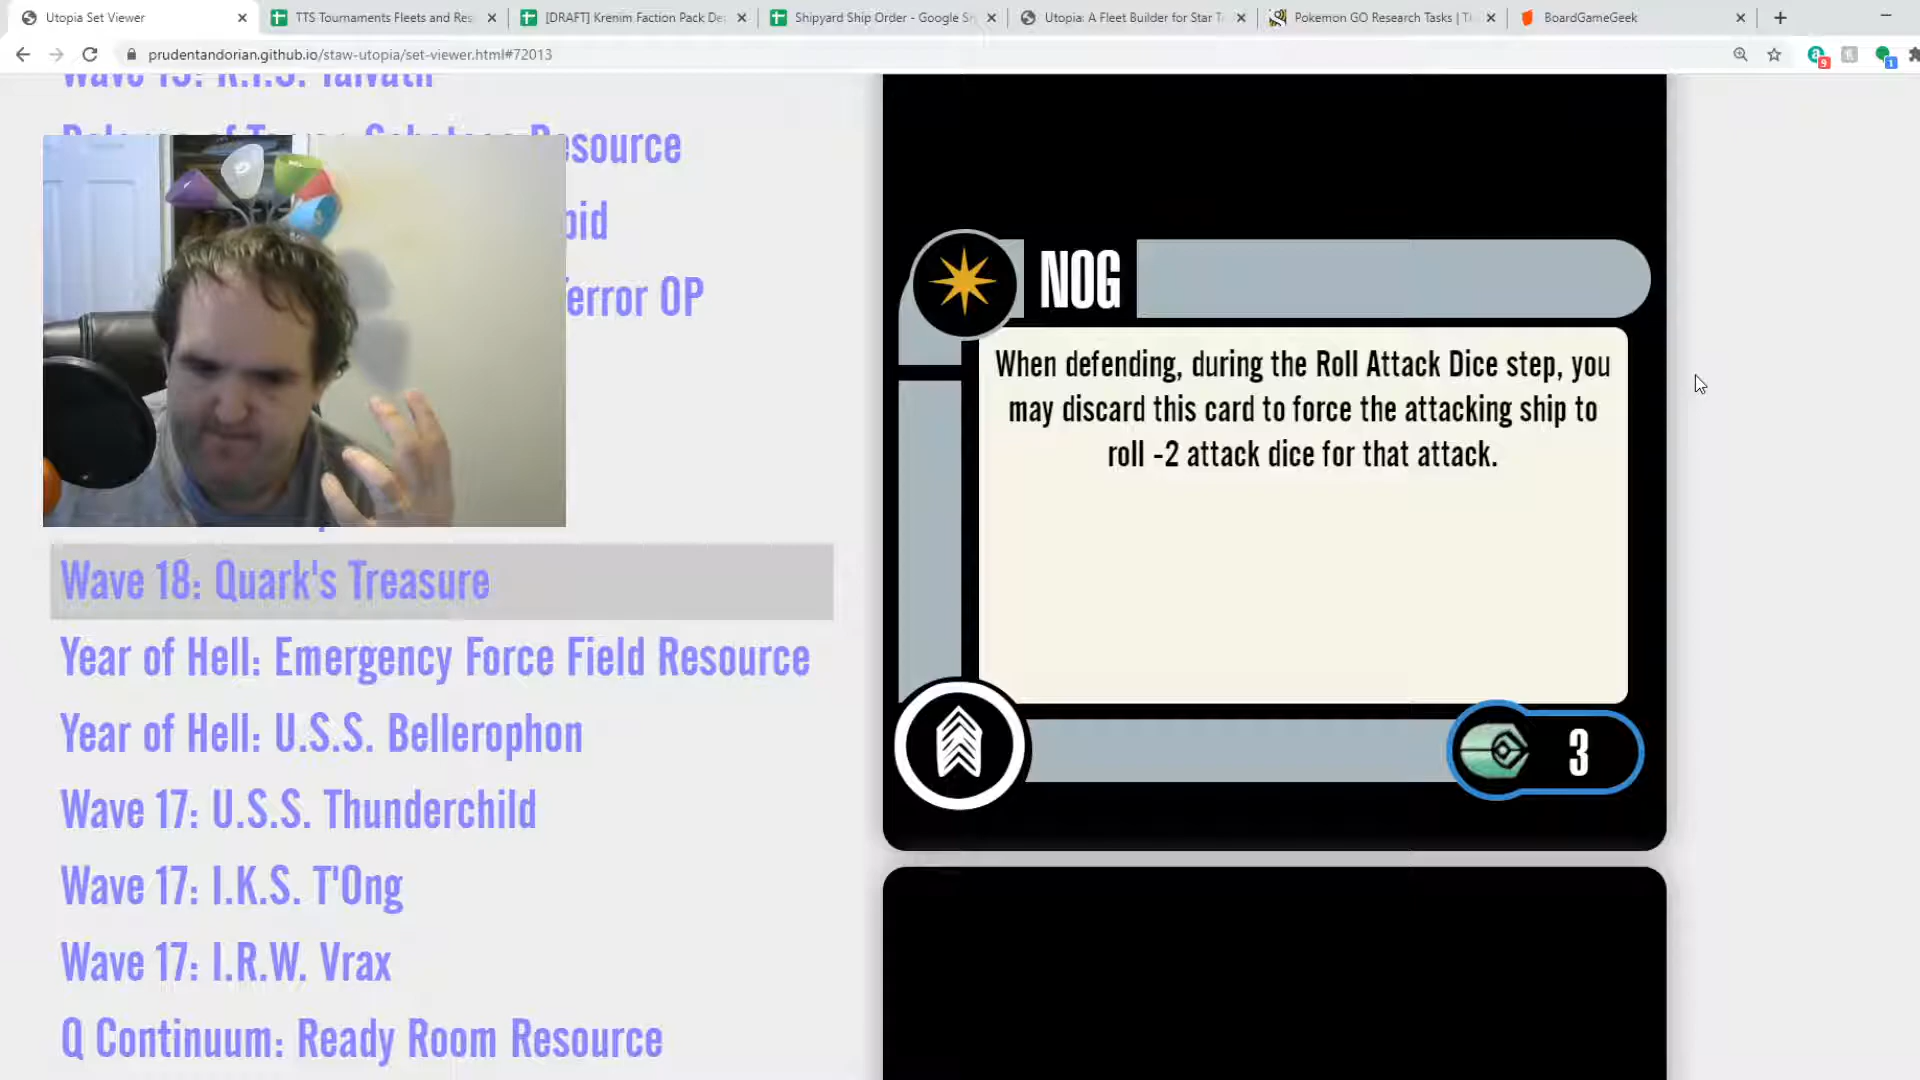 Utopia Set Viewer
TTS Tournaments Fleets and Res
[DRAFT] Krenim Faction Pack De
Shipyard Ship Order - Google S
Utopia: A Fleet Builder for Star T
Pokemon GO Research Tasks | T
BoardGameGeek
prudentandorian.github.io/staw-utopia/set-viewer.html#72013
9
1
Resource
error OP
Wave 18: Quark's Treasure
Year of Hell: Emergency Force Field Resource
Year of Hell: U.S.S. Bellerophon
Wave 17: U.S.S. Thunderchild
Wave 17: I.K.S. T'Ong
Wave 17: I.R.W. Vrax
Q Continuum: Ready Room Resource
NOG
When defending, during the Roll Attack Dice step, you
may discard this card to force the attacking ship to
roll -2 attack dice for that attack.
3